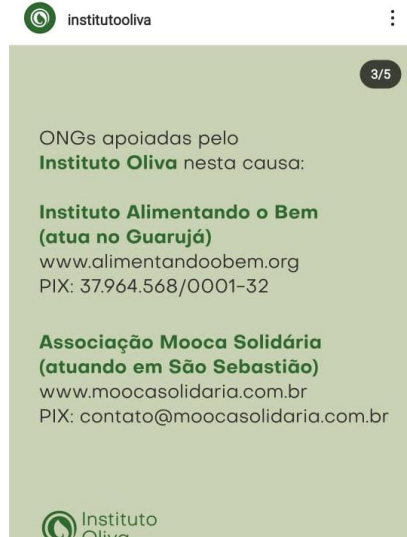 institutooliva
3/5
ONGs apoiadas pelo
Instituto Oliva nesta causa:
Instituto Alimentando o Bem
(atua no Guarujá)
www.alimentandoobem.org
PIX: 37.964.568/0001-32
Associação Mooca Solidária
(atuando em São Sebastião)
www.moocasolidaria.com.br
PIX: contato@moocasolidaria.com.br
Instituto
Oliva